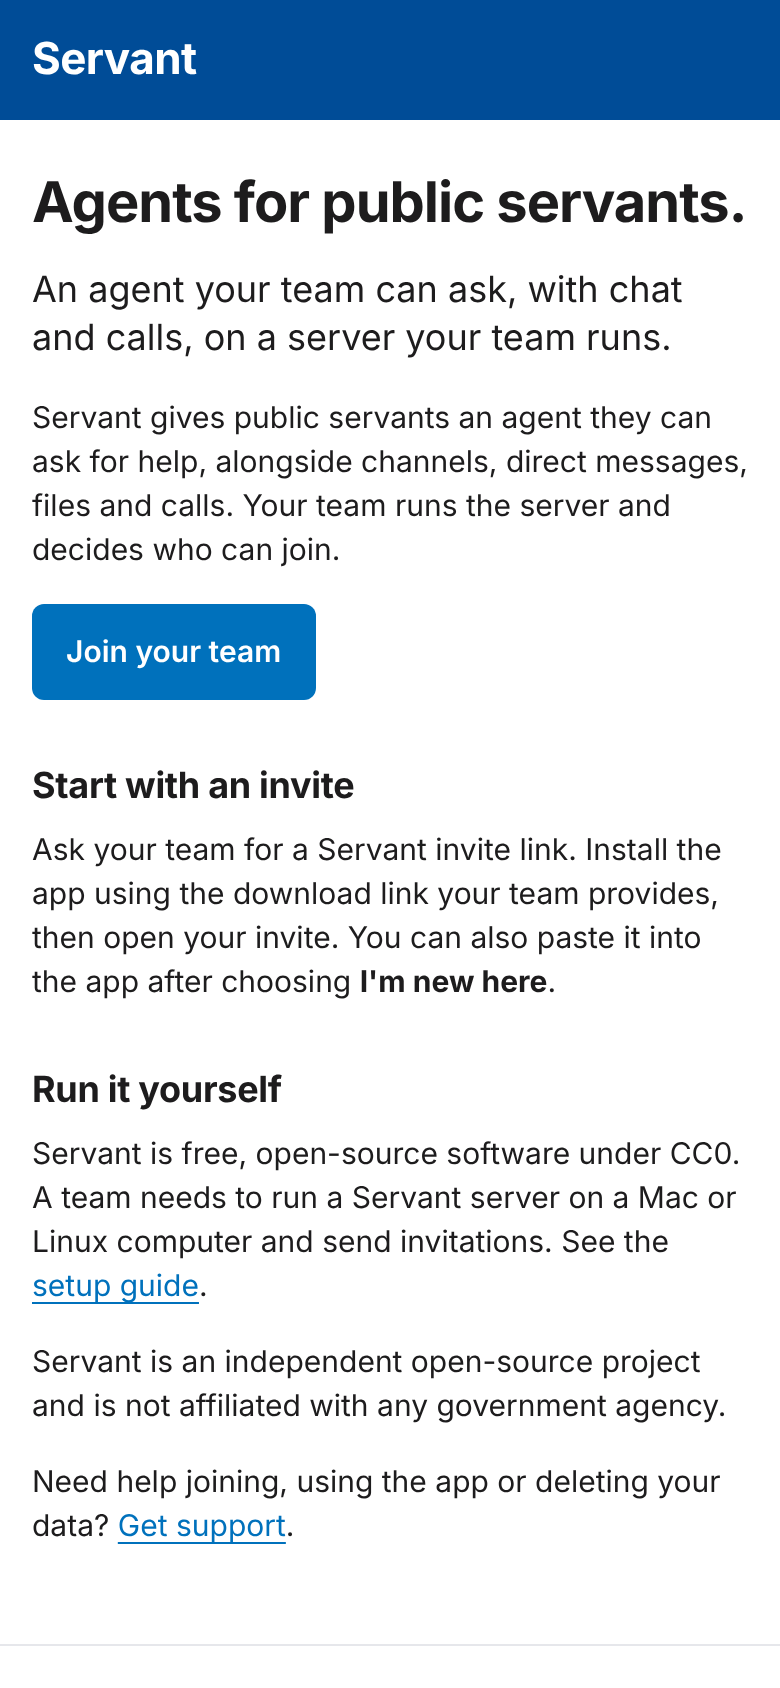 Servant
Agents for public servants.
An agent your team can ask, with chat
and calls, on a server your team runs.
Servant gives public servants an agent they can
ask for help, alongside channels, direct messages,
files and calls. Your team runs the server and
decides who can join.
Join your team
Start with an invite
Ask your team for a Servant invite link. Install the
app using the download link your team provides,
then open your invite. You can also paste it into
the app after choosing I'm new here.
Run it yourself
Servant is free, open-source software under CC0.
A team needs to run a Servant server on a Mac or
Linux computer and send invitations. See the
setup guide.
Servant is an independent open-source project
and is not affiliated with any government agency.
Need help joining, using the app or deleting your
data? Get support.